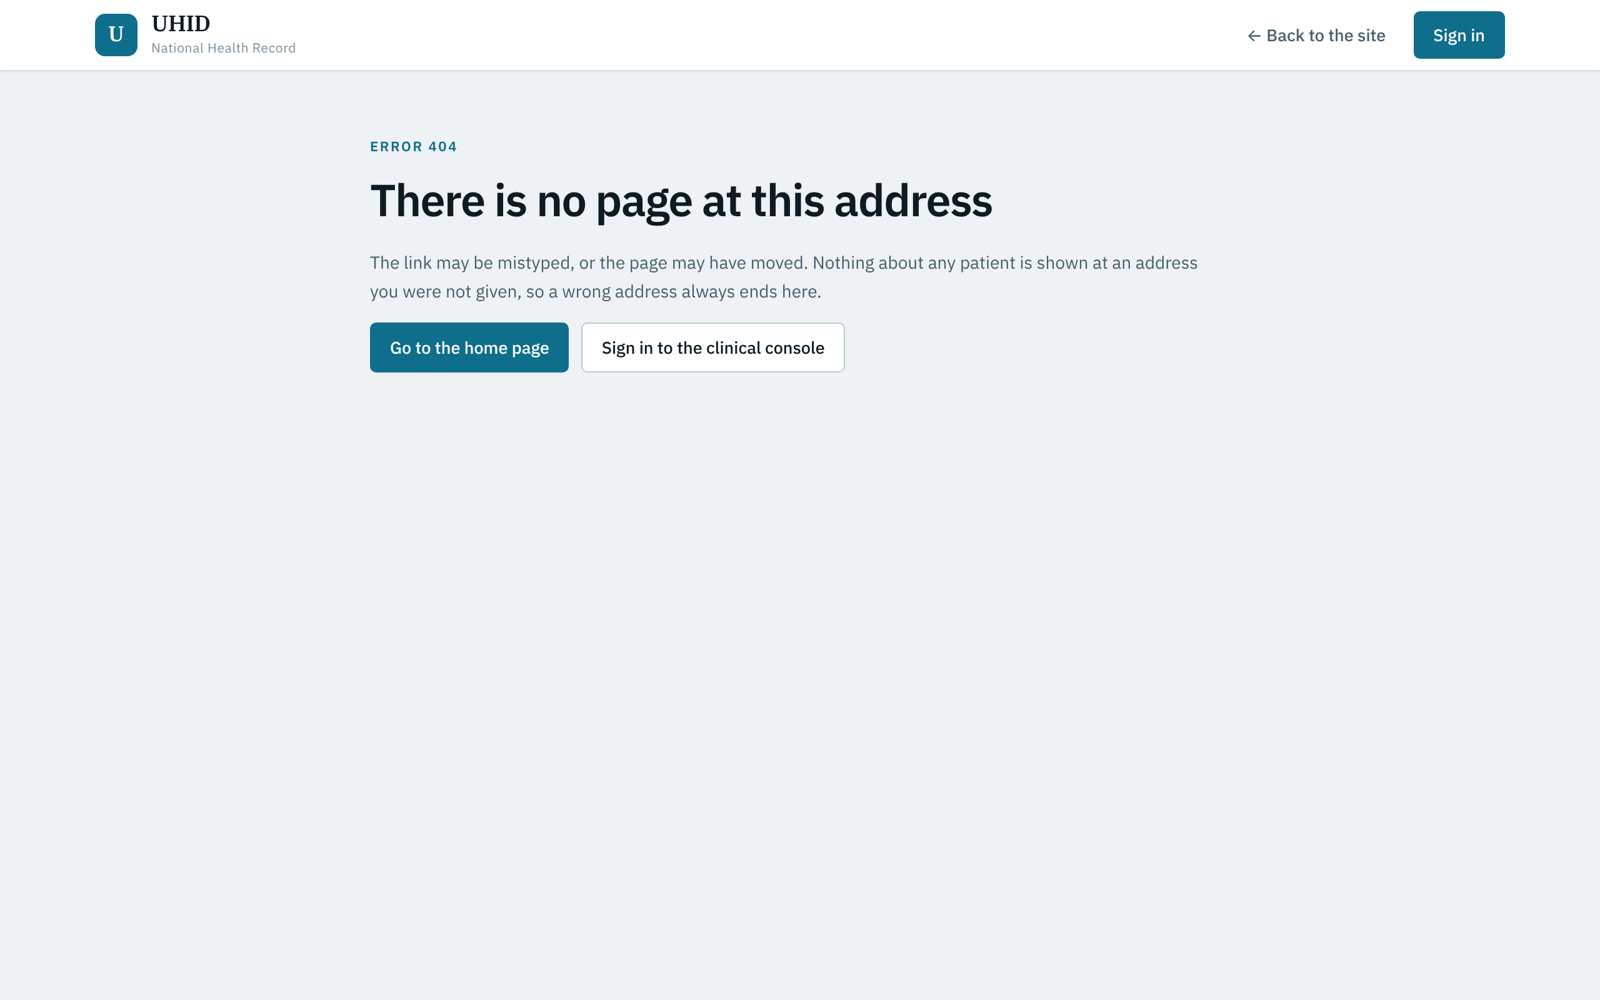 U
UHID
National Health Record
← Back to the site
Sign in
ERROR 404
There is no page at this address
The link may be mistyped, or the page may have moved. Nothing about any patient is shown at an address
you were not given, so a wrong address always ends here.
Go to the home page
Sign in to the clinical console